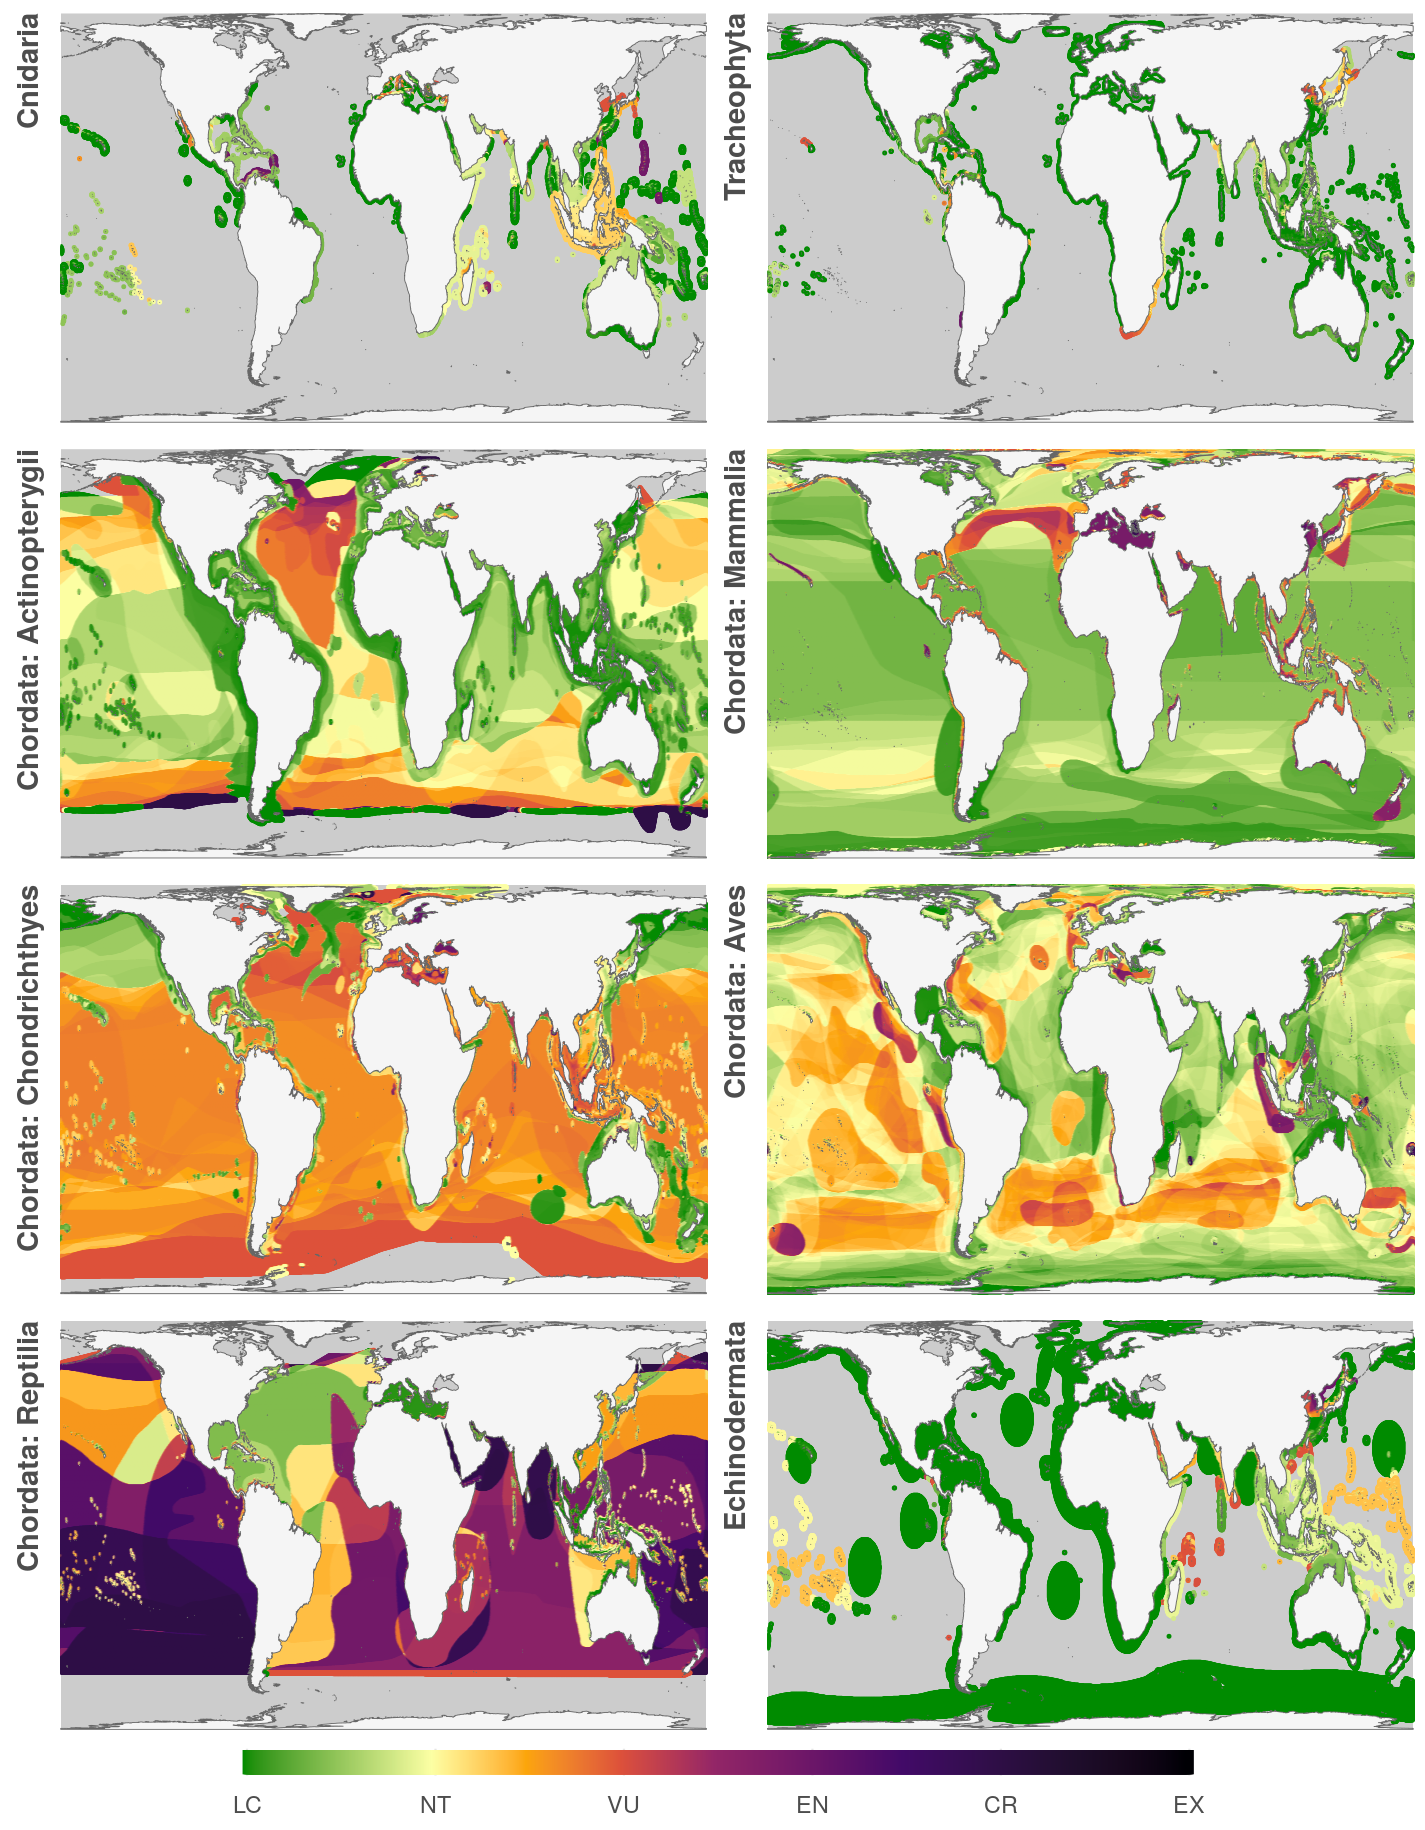 Cnidaria
Tracheophyta
Chordata: Actinopterygii
Chordata: Mammalia
Chordata: Chondrichthyes
Chordata: Aves
Chordata: Reptilia
Echinodermata
LC NT VU EN CR EX